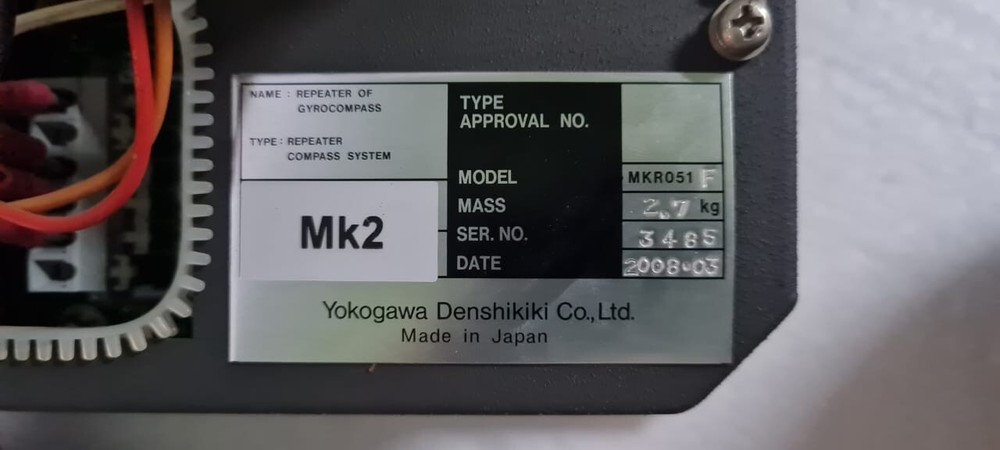 NAME : REPEATER OF
GYROCOMPASS
TYPE : REPEATER
COMPASS SYSTEM
Mk2
TYPE
APPROVAL NO.
MODEL MKR051 F
MASS 2.7 kg
SER. NO. 3485
DATE 2008.03
Yokogawa Denshikiki Co., Ltd.
Made in Japan